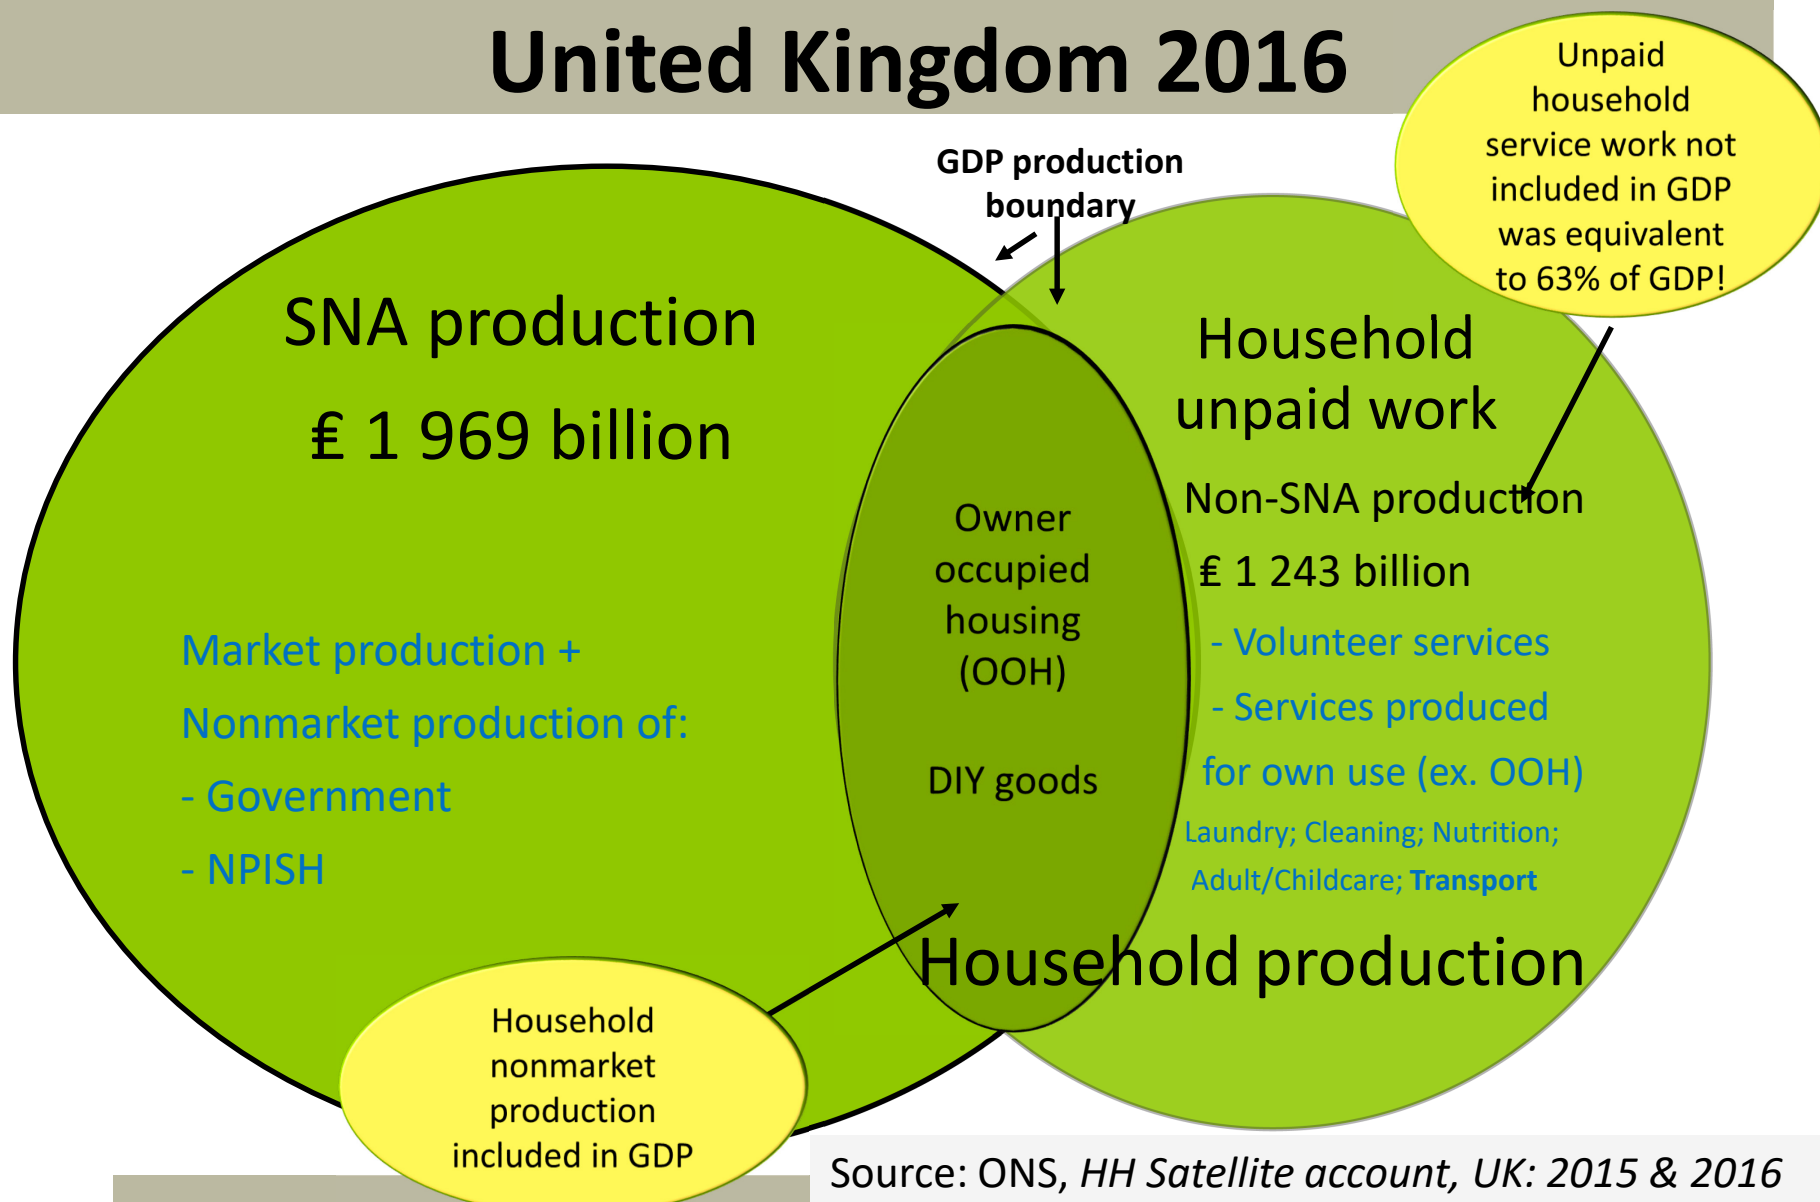 United Kingdom 2016
Unpaid
household
service work not
included in GDP
was equivalent
to 63% of GDP!
GDP production
boundary
SNA production
₤ 1 969 billion
Market production +
Nonmarket production of:
- Government
- NPISH
Owner
occupied
housing
(OOH)
DIY goods
Household
unpaid work
Non-SNA production
₤ 1 243 billion
- Volunteer services
- Services produced
for own use (ex. OOH)
Laundry; Cleaning; Nutrition;
Adult/Childcare; Transport
Household production
Household
nonmarket
production
included in GDP
Source: ONS, HH Satellite account, UK: 2015 & 2016